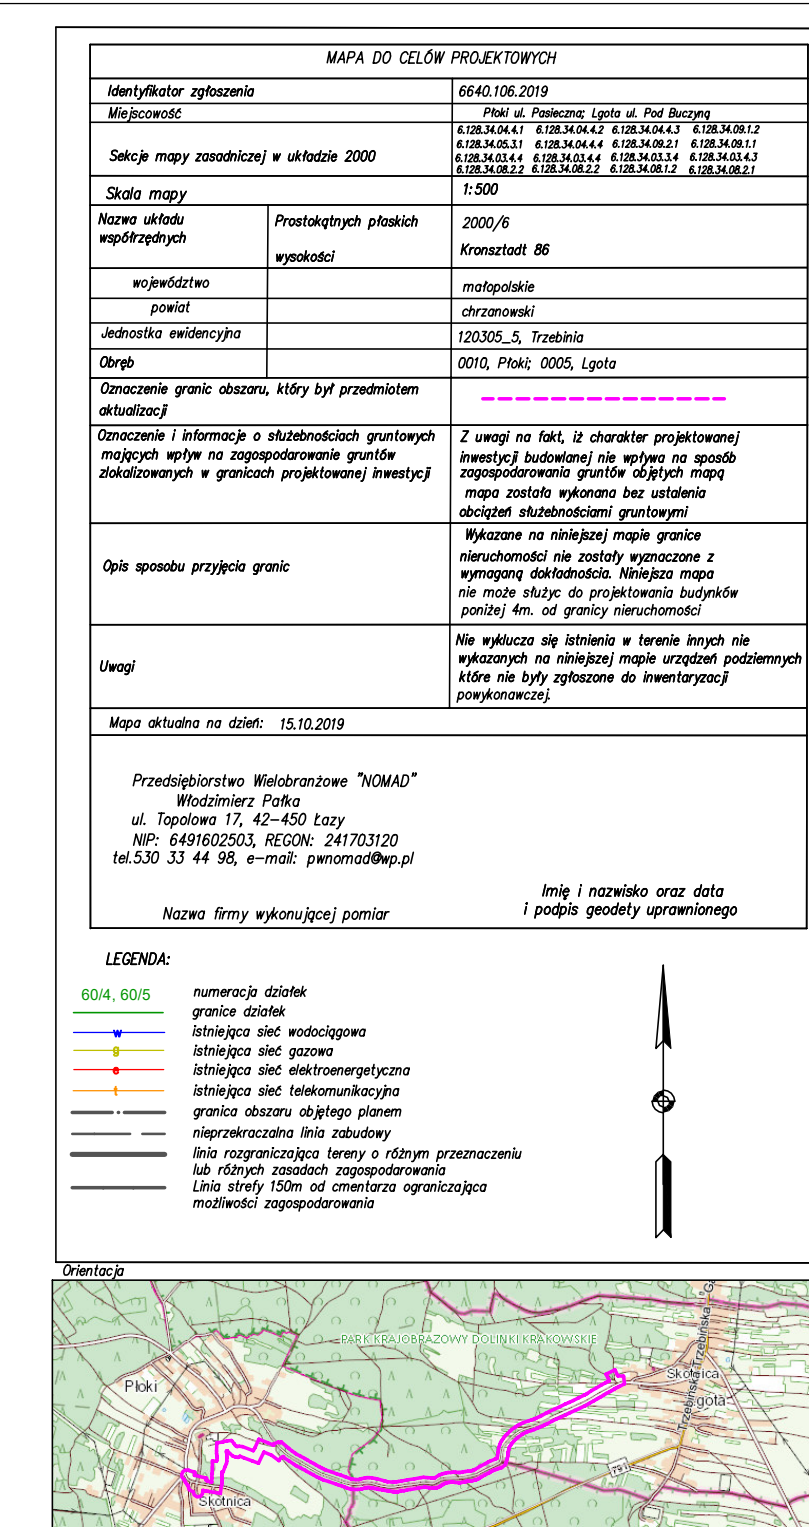 MAPA DO CELÓW PROJEKTOWYCH
Identyfikator zgłoszenia 6640.106.2019
Miejscowość Płoki ul. Pasieczna; Lgota ul. Pod Buczyną
Sekcje mapy zasadniczej w układzie 2000
6.128.34.04.4.1 6.128.34.04.4.2 6.128.34.04.4.3 6.128.34.09.1.2
6.128.34.05.3.1 6.128.34.04.4.4 6.128.34.09.2.1 6.128.34.09.1.1
6.128.34.03.4.4 6.128.34.03.4.4 6.128.34.03.3.4 6.128.34.03.4.3
6.128.34.08.2.2 6.128.34.08.2.2 6.128.34.08.1.2 6.128.34.08.2.1
Skala mapy 1:500
Nazwa układu
współrzędnych
Prostokątnych płaskich 2000/6
wysokości Kronsztadt 86
województwo małopolskie
powiat chrzanowski
Jednostka ewidencyjna 120305_5, Trzebinia
Obręb 0010, Płoki; 0005, Lgota
Oznaczenie granic obszaru, który był przedmiotem
aktualizacji
Oznaczenie i informacje o służebnościach gruntowych
mających wpływ na zagospodarowanie gruntów
zlokalizowanych w granicach projektowanej inwestycji
Z uwagi na fakt, iż charakter projektowanej
inwestycji budowlanej nie wpływa na sposób
zagospodarowania gruntów objętych mapą
mapa została wykonana bez ustalenia
obciążeń służebnościami gruntowymi
Opis sposobu przyjęcia granic
Wykazane na niniejszej mapie granice
nieruchomości nie zostały wyznaczone z
wymaganą dokładnościa. Niniejsza mapa
nie może służyc do projektowania budynków
poniżej 4m. od granicy nieruchomości
Uwagi
Nie wyklucza się istnienia w terenie innych nie
wykazanych na niniejszej mapie urządzeń podziemnych
które nie były zgłoszone do inwentaryzacji
powykonawczej.
Mapa aktualna na dzień: 15.10.2019
Przedsiębiorstwo Wielobranżowe "NOMAD"
Włodzimierz Pałka
ul. Topolowa 17, 42-450 Łazy
NIP: 6491602503, REGON: 241703120
tel.530 33 44 98, e-mail: pwnomad@wp.pl
Nazwa firmy wykonującej pomiar
Imię i nazwisko oraz data
i podpis geodety uprawnionego
LEGENDA:
60/4, 60/5 numeracja działek
granice działek
w istniejąca sieć wodociągowa
g istniejąca sieć gazowa
e istniejąca sieć elektroenergetyczna
t istniejąca sieć telekomunikacyjna
granica obszaru objętego planem
nieprzekraczalna linia zabudowy
linia rozgraniczająca tereny o różnym przeznaczeniu
lub różnych zasadach zagospodarowania
Linia strefy 150m od cmentarza ograniczająca
możliwości zagospodarowania
Orientacja
PARK KRAJOBRAZOWY DOLINKI KRAKOWSKIE
Płoki
Skotnica
Skotnica
gota
Trzebińska
Trzebińska
Ga
791